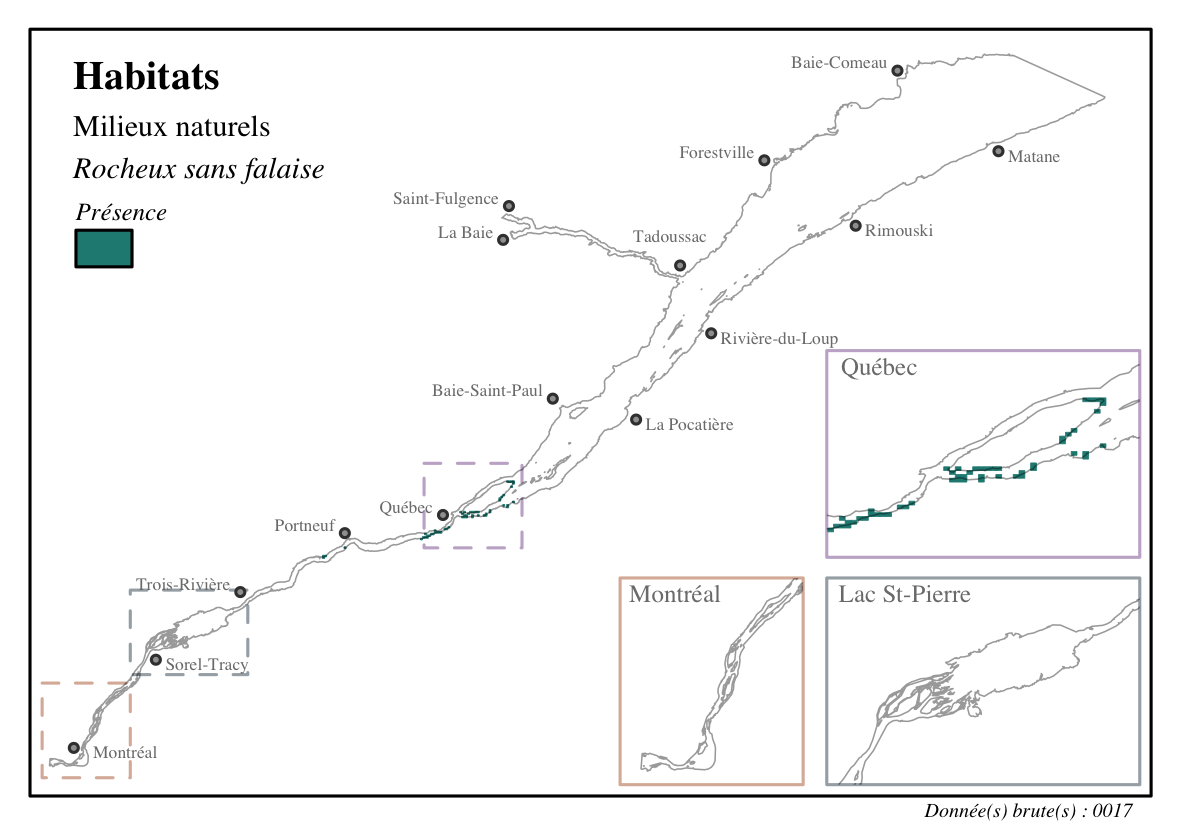 Habitats
Milieux naturels
Rocheux sans falaise
Présence
Baie-Comeau
Forestville
Matane
Saint-Fulgence
La Baie
Tadoussac
Rimouski
Rivière-du-Loup
Québec
Baie-Saint-Paul
La Pocatière
Québec
Portneuf
Trois-Rivière
Montréal
Lac St-Pierre
Sorel-Tracy
Montréal
Donnée(s) brute(s) : 0017